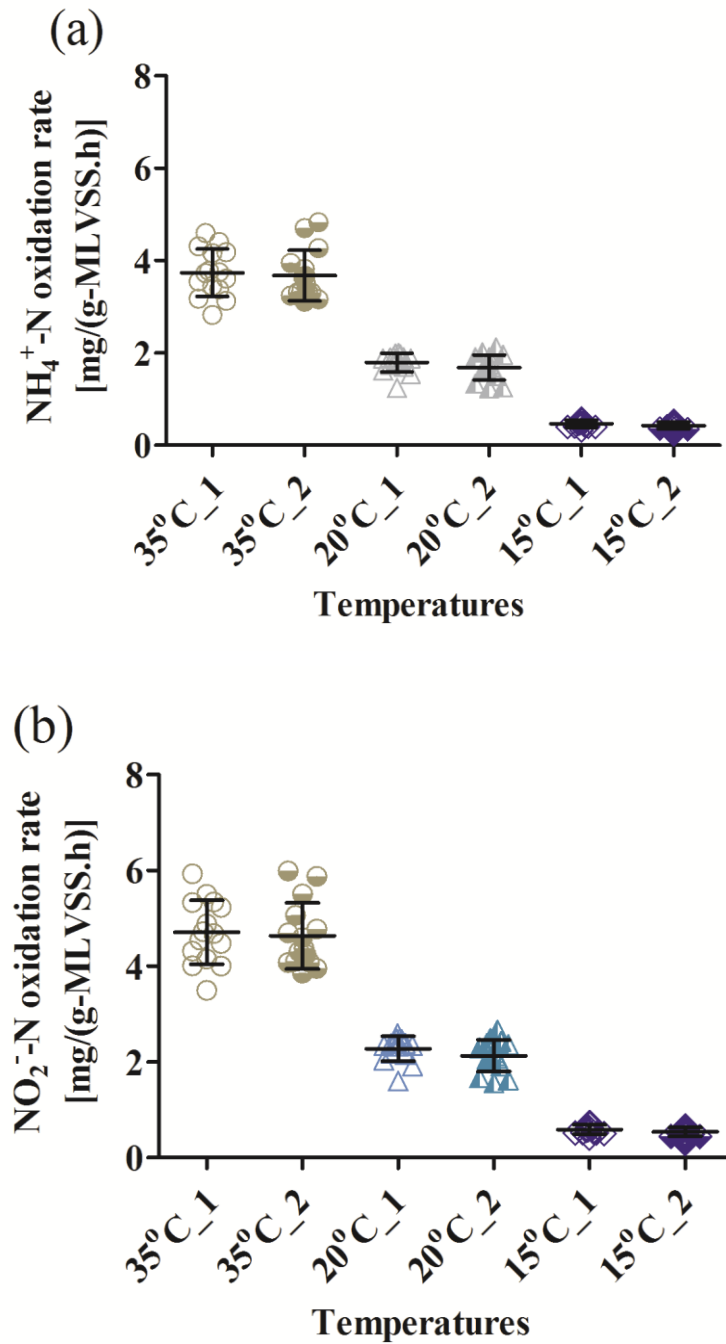 (a)
NH₄⁺-N oxidation rate
[mg/(g-MLVSS.h)]
8
6
4
2
0
35°C_1
35°C_2
20°C_1
20°C_2
15°C_1
15°C_2
Temperatures
(b)
NO₂⁻-N oxidation rate
[mg/(g-MLVSS.h)]
8
6
4
2
0
35°C_1
35°C_2
20°C_1
20°C_2
15°C_1
15°C_2
Temperatures